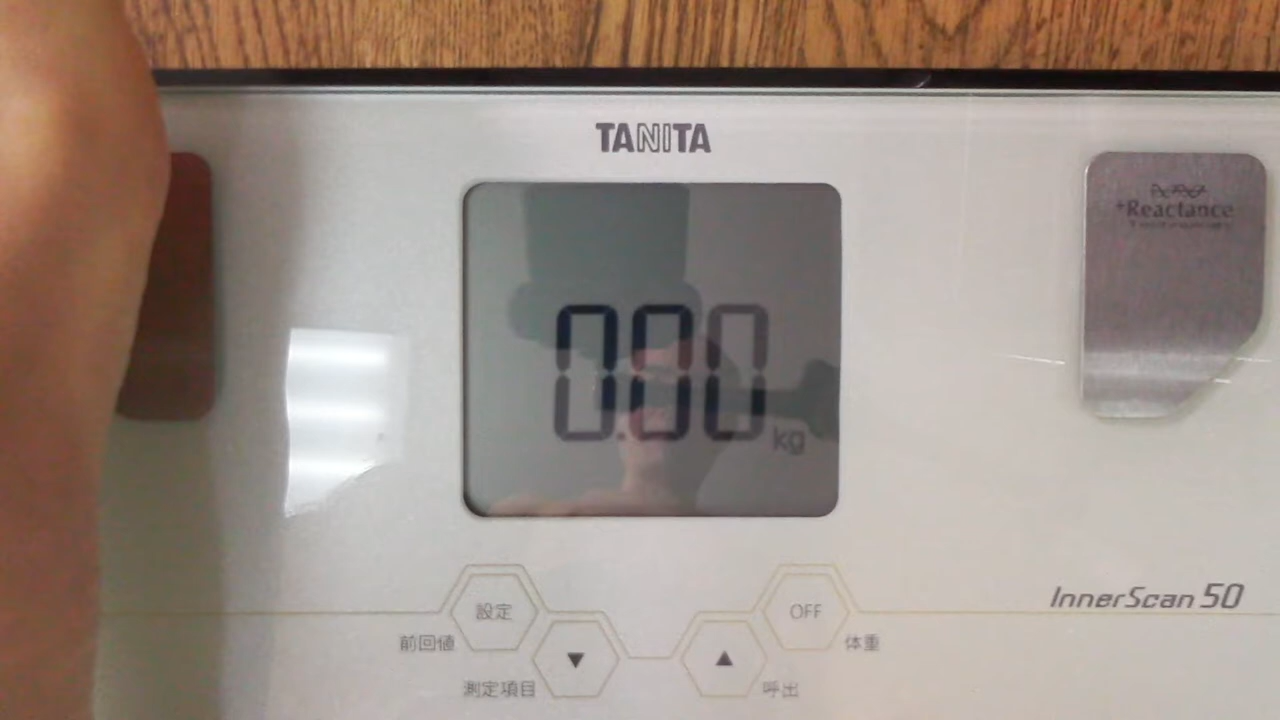 TANITA
+Reactance
0.00
kg
InnerScan 50
設定
OFF
前回値
体重
▼
▲
測定項目
呼出